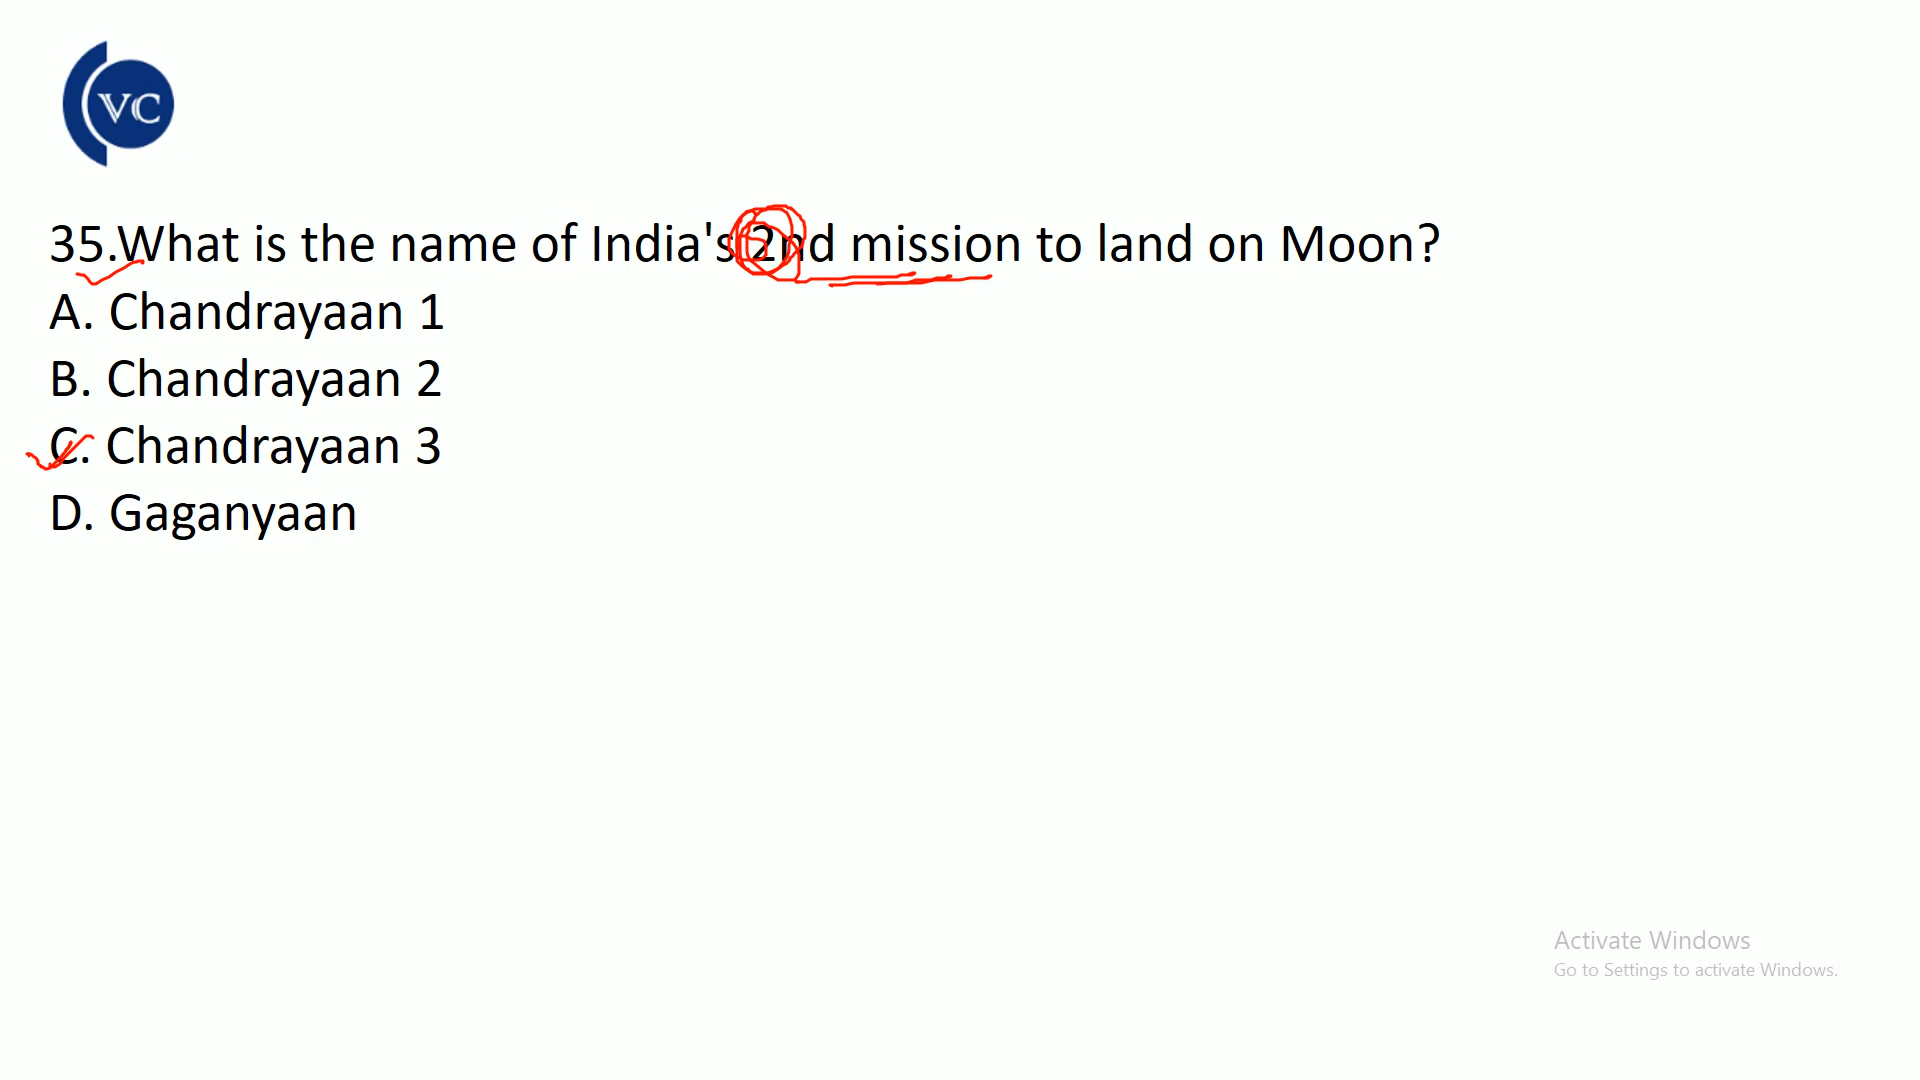 VC
35.What is the name of India's 2nd mission to land on Moon?
A. Chandrayaan 1
B. Chandrayaan 2
C. Chandrayaan 3
D. Gaganyaan
Activate Windows
Go to Settings to activate Windows.